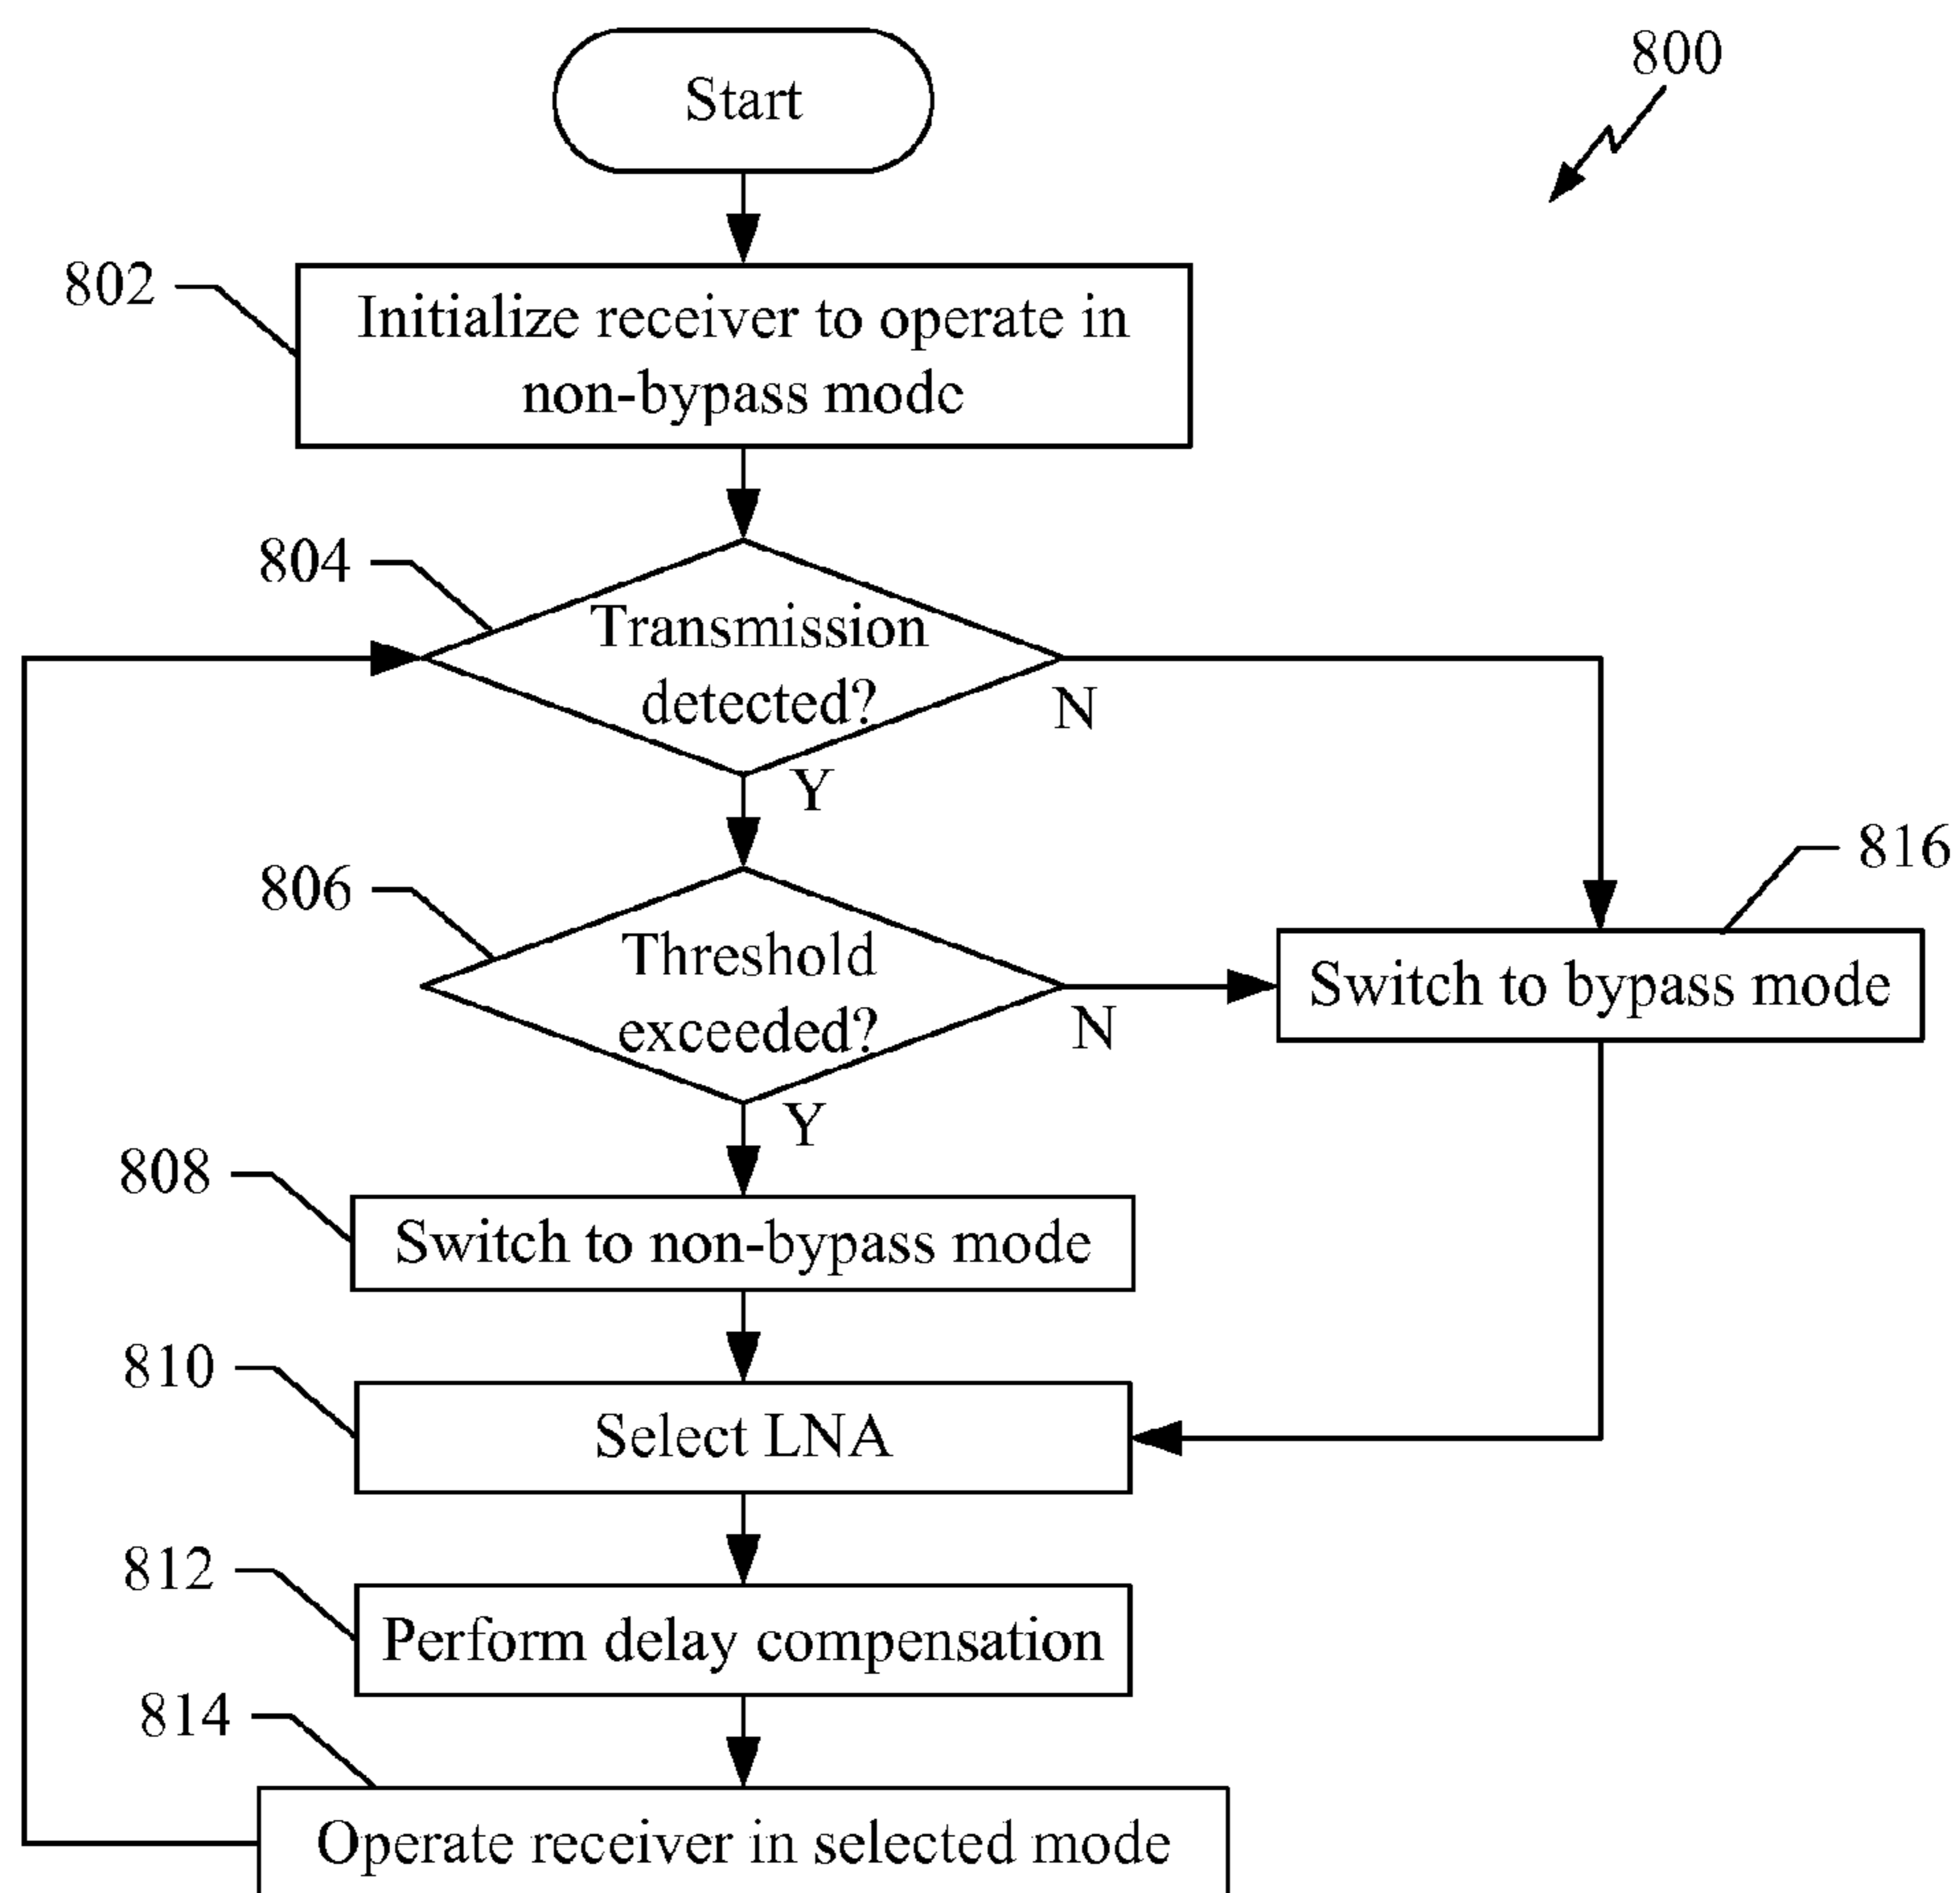 Start
800
802
Initialize receiver to operate in
non-bypass mode
804
Transmission
detected?
N
Y
806
Threshold
exceeded?
N
816
Switch to bypass mode
Y
808
Switch to non-bypass mode
810
Select LNA
812
Perform delay compensation
814
Operate receiver in selected mode